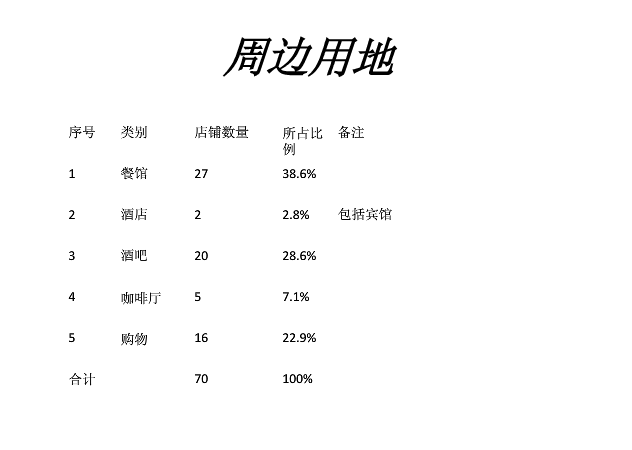 周边用地
序号 类别 店铺数量 所占比例 备注
1 餐馆 27 38.6%
2 酒店 2 2.8% 包括宾馆
3 酒吧 20 28.6%
4 咖啡厅 5 7.1%
5 购物 16 22.9%
合计 70 100%